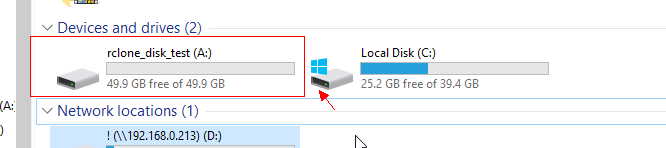 Devices and drives (2)
rclone_disk_test (A:)
49.9 GB free of 49.9 GB
Local Disk (C:)
25.2 GB free of 39.4 GB
(A:)
Network locations (1)
)
! (\\192.168.0.213) (D:)